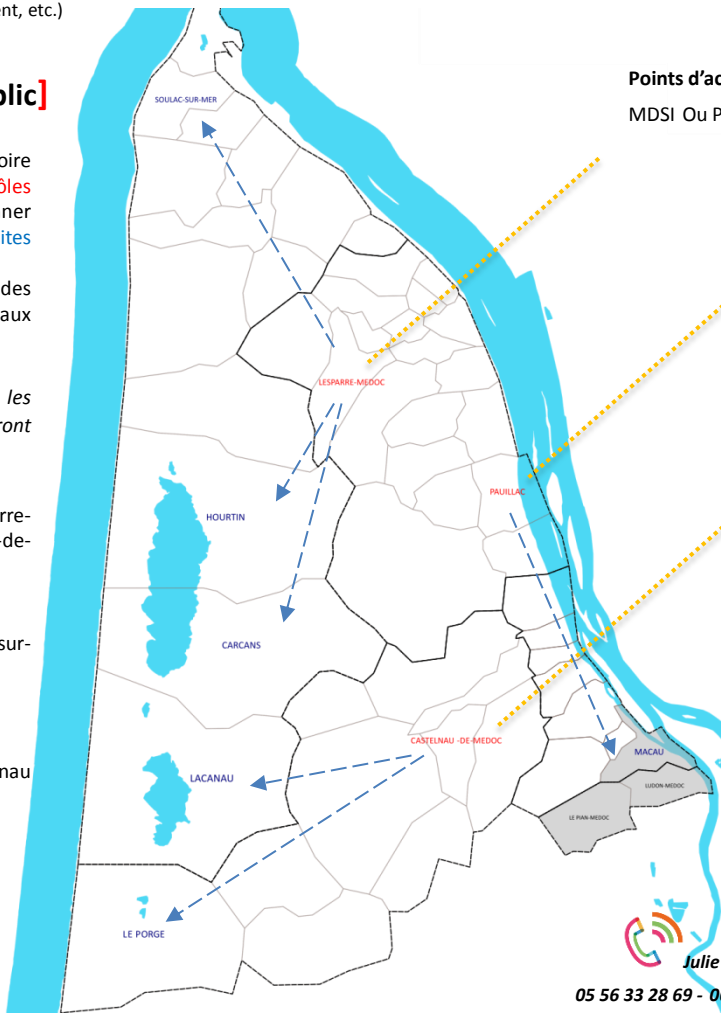 ent, etc.)
blic]
Points d’ac
MDSI Ou P
oire
ôles
ner
ites
des
aux
les
ront
rre-
-de-
sur-
nau
SOULAC-SUR-MER
LESPARRE-MEDOC
PAUILLAC
HOURTIN
CARCANS
CASTELNAU -DE-MEDOC
MACAU
LACANAU
LUDON-MEDOC
LE PIAN-MEDOC
LE PORGE
Julie
05 56 33 28 69 - 0